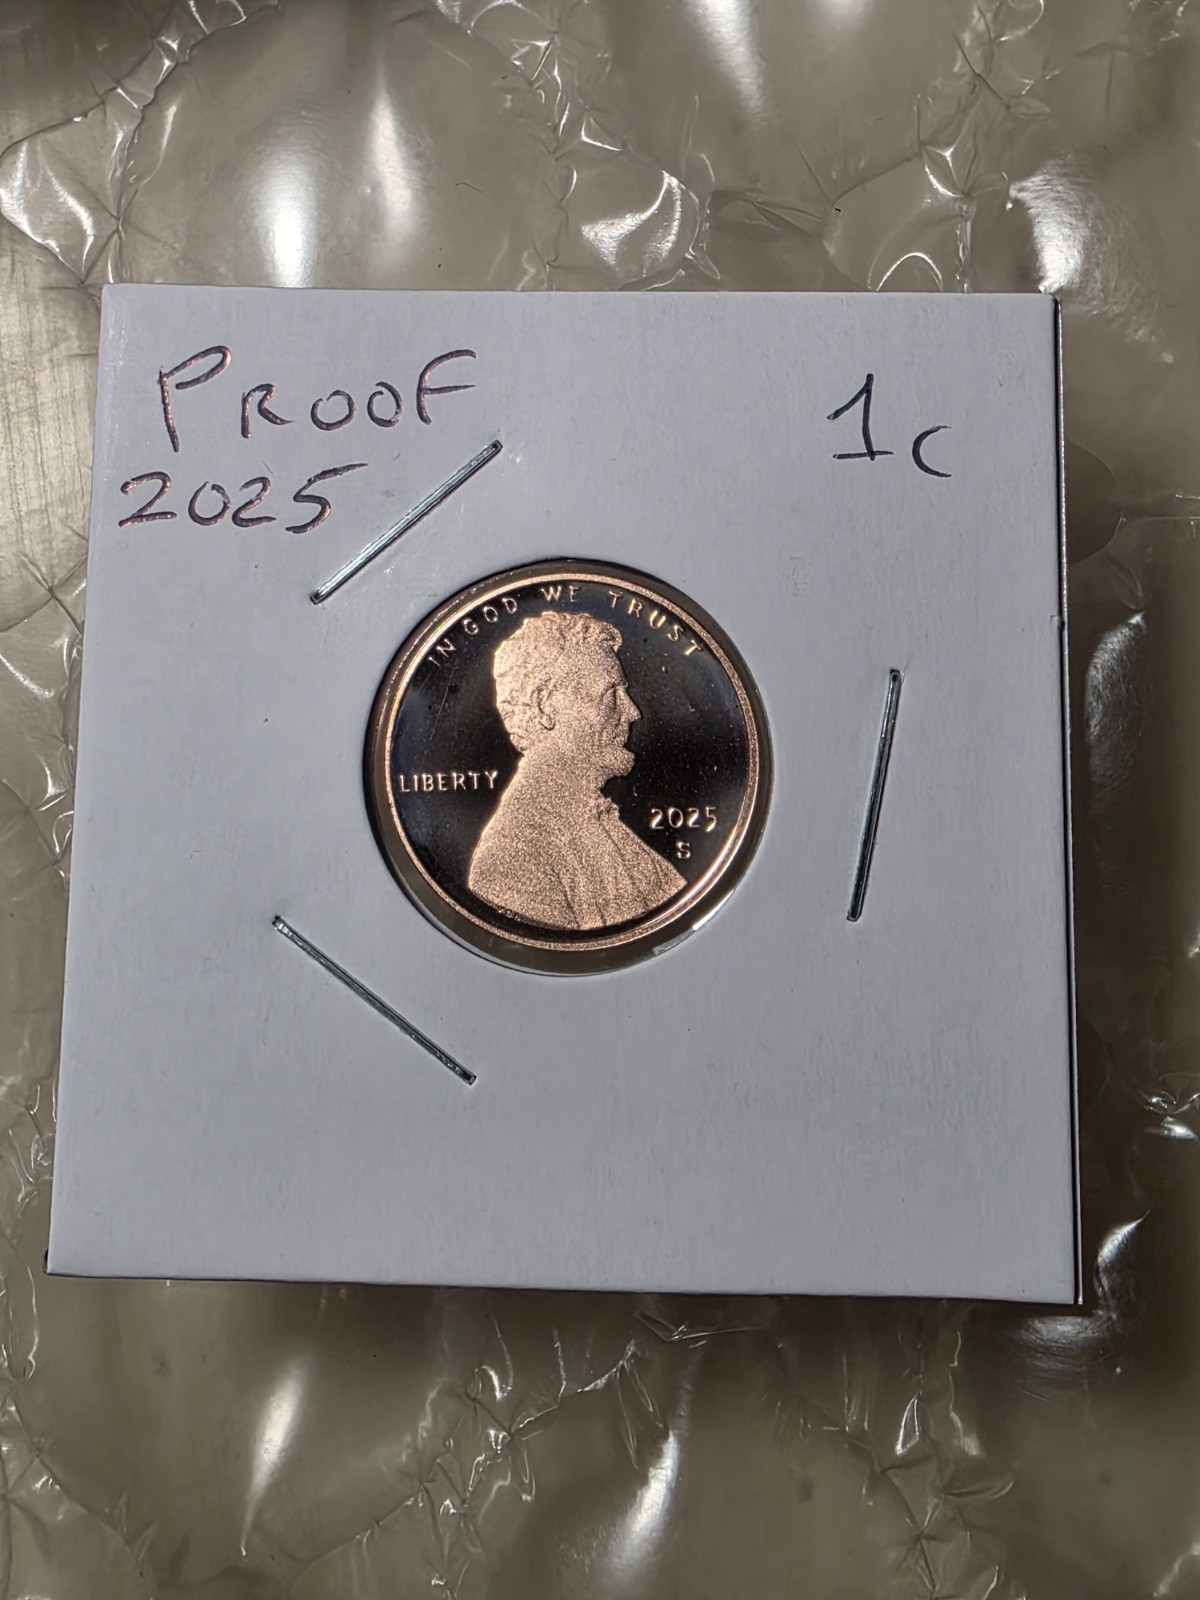 PROOF 1c
2025
IN GOD WE TRUST
LIBERTY
2025
S